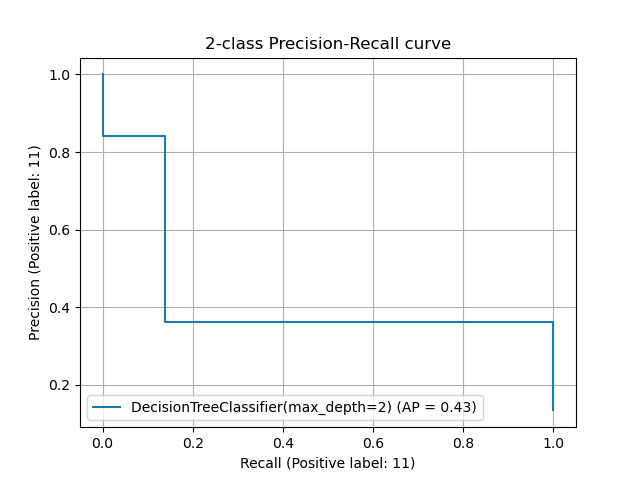 2-class Precision-Recall curve
Precision (Positive label: 11)
1.0
0.8
0.6
0.4
0.2
DecisionTreeClassifier(max_depth=2) (AP = 0.43)
0.0 0.2 0.4 0.6 0.8 1.0
Recall (Positive label: 11)